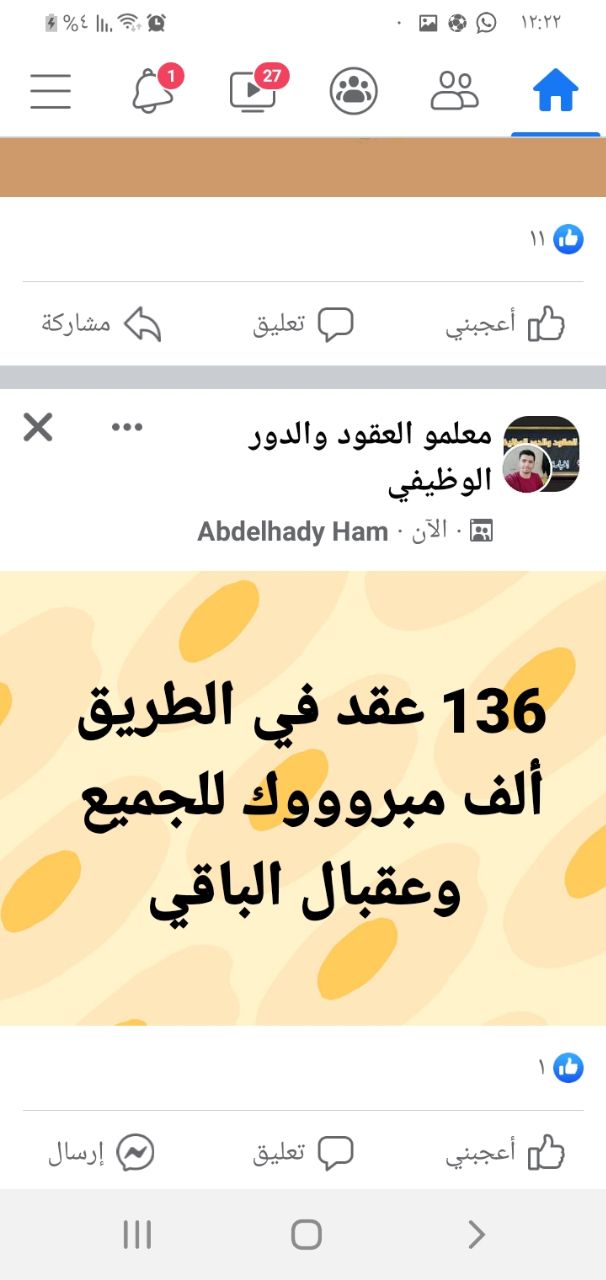 ١٢:٢٢
%٤
1
27
١١
أعجبني
تعليق
مشاركة
معلمو العقود والدور
الوظيفي
الآن · Abdelhady Ham
136 عقد في الطريق
ألف مبروووك للجميع
وعقبال الباقي
١
أعجبني
تعليق
إرسال